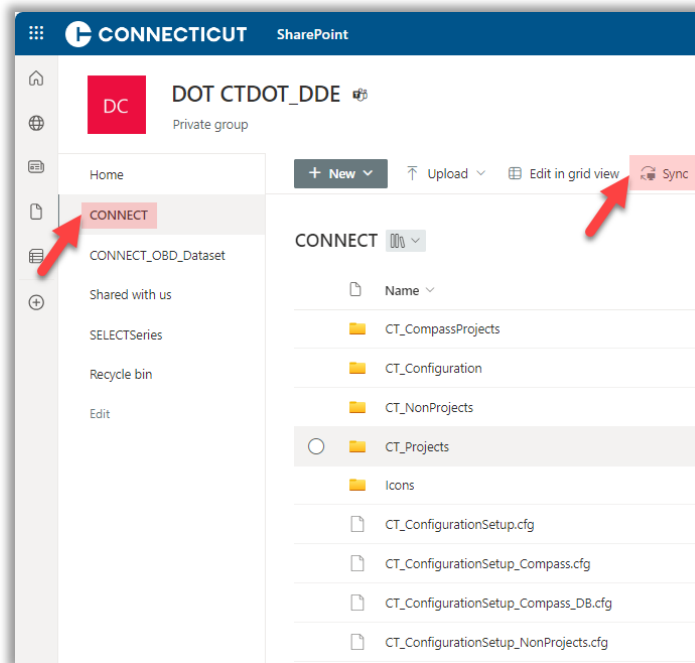 CONNECTICUT SharePoint
DC
DOT CTDOT_DDE
Private group
Home
CONNECT
CONNECT_OBD_Dataset
Shared with us
SELECTSeries
Recycle bin
Edit
+ New Upload Edit in grid view Sync
CONNECT
Name
CT_CompassProjects
CT_Configuration
CT_NonProjects
CT_Projects
Icons
CT_ConfigurationSetup.cfg
CT_ConfigurationSetup_Compass.cfg
CT_ConfigurationSetup_Compass_DB.cfg
CT_ConfigurationSetup_NonProjects.cfg